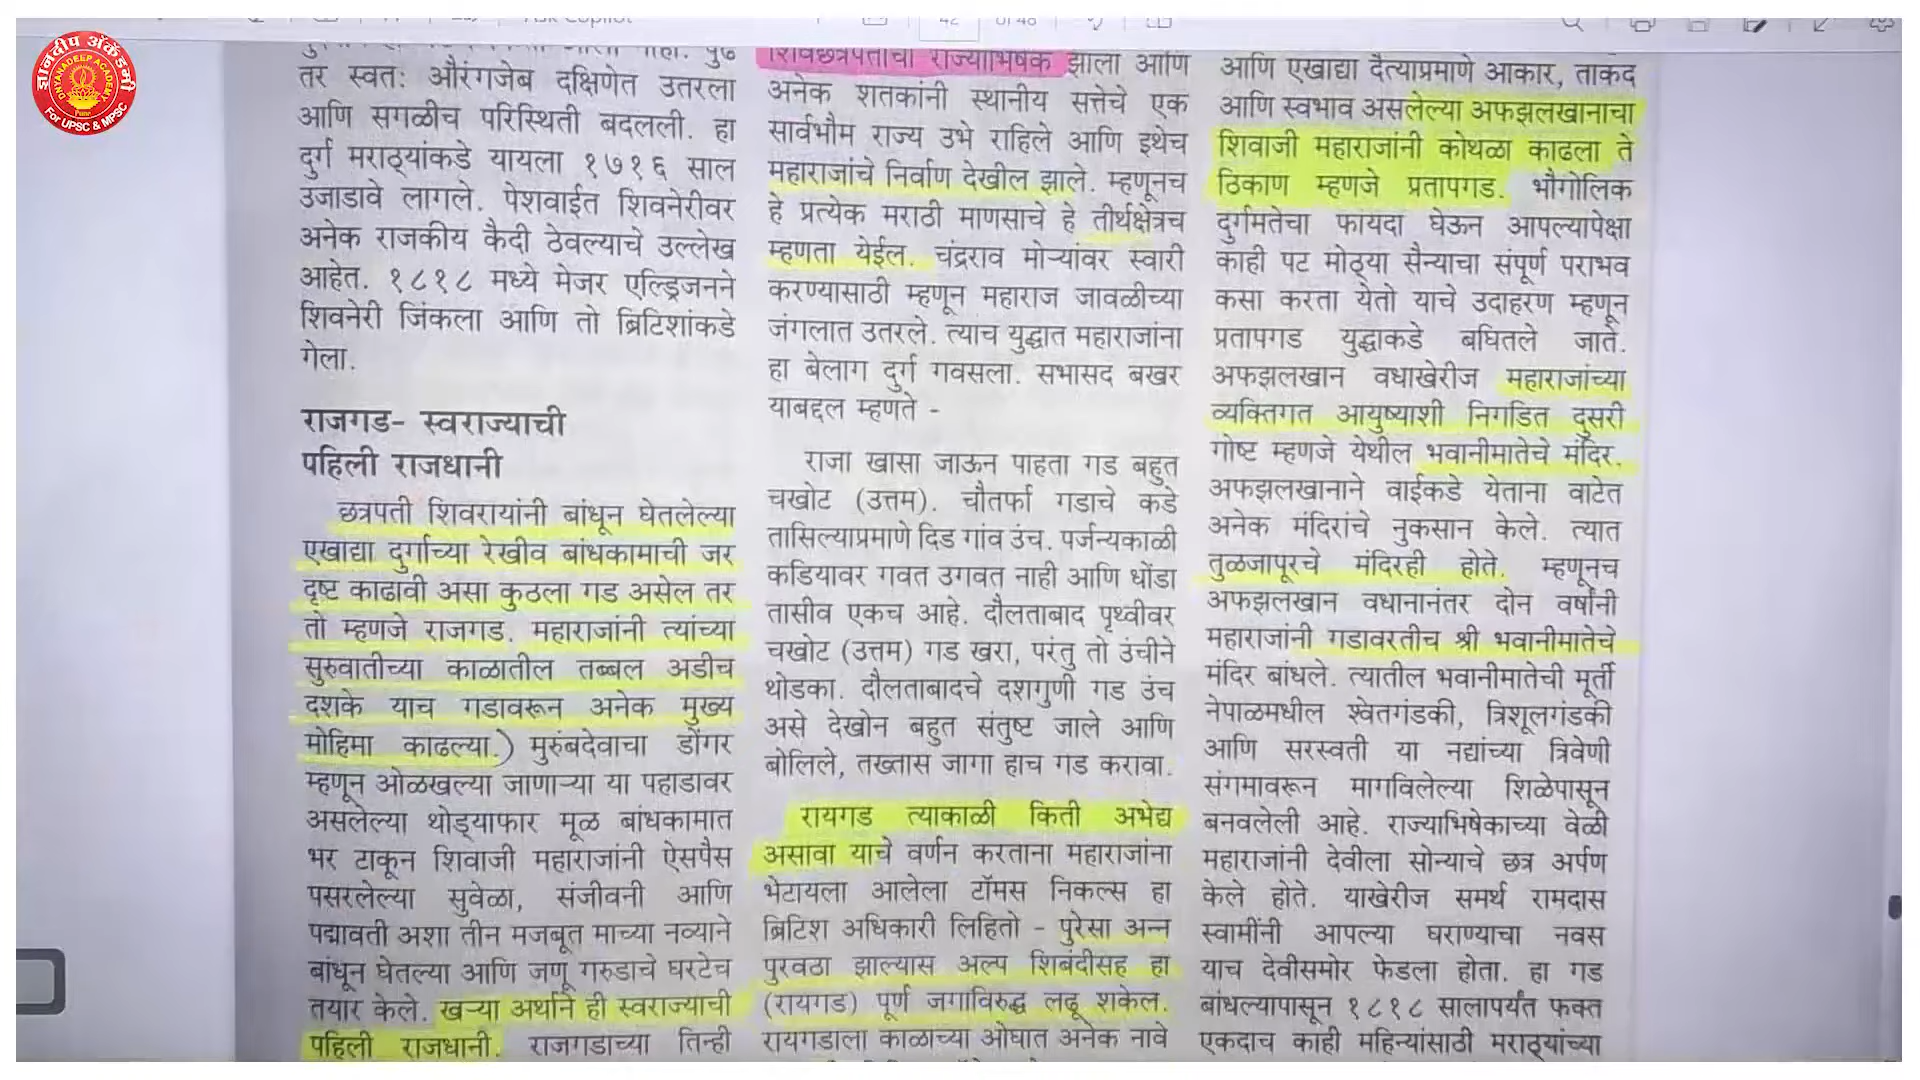 ज्ञानदीप अॅकॅडमी
DNYANADEEP ACADEMY
Pune
For UPSC & MPSC
42
of 48
तर स्वतः औरंगजेब दक्षिणेत उतरला
आणि सगळीच परिस्थिती बदलली. हा
दुर्ग मराठ्यांकडे यायला १७१६ साल
उजाडावे लागले. पेशवाईत शिवनेरीवर
अनेक राजकीय कैदी ठेवल्याचे उल्लेख
आहेत. १८१८ मध्ये मेजर एल्ड्रिजनने
शिवनेरी जिंकला आणि तो ब्रिटिशांकडे
गेला.
राजगड- स्वराज्याची
पहिली राजधानी
छत्रपती शिवरायांनी बांधून घेतलेल्या
एखाद्या दुर्गाच्या रेखीव बांधकामाची जर
दृष्ट काढावी असा कुठला गड असेल तर
तो म्हणजे राजगड. महाराजांनी त्यांच्या
सुरुवातीच्या काळातील तब्बल अडीच
दशके याच गडावरून अनेक मुख्य
मोहिमा काढल्या.) मुरुंबदेवाचा डोंगर
म्हणून ओळखल्या जाणाऱ्या या पहाडावर
असलेल्या थोड्याफार मूळ बांधकामात
भर टाकून शिवाजी महाराजांनी ऐसपैस
पसरलेल्या सुवेळा, संजीवनी आणि
पद्मावती अशा तीन मजबूत माच्या नव्याने
बांधून घेतल्या आणि जणू गरुडाचे घरटेच
तयार केले. खऱ्या अर्थाने ही स्वराज्याची
पहिली राजधानी. राजगडाच्या तिन्ही
शिवछत्रपतींचा राज्याभिषेक झाला आणि
अनेक शतकांनी स्थानीय सत्तेचे एक
सार्वभौम राज्य उभे राहिले आणि इथेच
महाराजांचे निर्वाण देखील झाले. म्हणूनच
हे प्रत्येक मराठी माणसाचे हे तीर्थक्षेत्रच
म्हणता येईल. चंद्रराव मोऱ्यांवर स्वारी
करण्यासाठी म्हणून महाराज जावळीच्या
जंगलात उतरले. त्याच युद्धात महाराजांना
हा बेलाग दुर्ग गवसला. सभासद बखर
याबद्दल म्हणते -
राजा खासा जाऊन पाहता गड बहुत
चखोट (उत्तम). चौतर्फा गडाचे कडे
तासिल्याप्रमाणे दिड गांव उंच. पर्जन्यकाळी
कडियावर गवत उगवत नाही आणि धोंडा
तासीव एकच आहे. दौलताबाद पृथ्वीवर
चखोट (उत्तम) गड खरा, परंतु तो उंचीने
थोडका. दौलताबादचे दशगुणी गड उंच
असे देखोन बहुत संतुष्ट जाले आणि
बोलिले, तख्तास जागा हाच गड करावा.
रायगड त्याकाळी किती अभेद्य
असावा याचे वर्णन करताना महाराजांना
भेटायला आलेला टॉमस निकल्स हा
ब्रिटिश अधिकारी लिहितो - पुरेसा अन्न
पुरवठा झाल्यास अल्प शिबंदीसह हा
(रायगड) पूर्ण जगाविरुद्ध लढू शकेल.
रायगडाला काळाच्या ओघात अनेक नावे
आणि एखाद्या दैत्याप्रमाणे आकार, ताकद
आणि स्वभाव असलेल्या अफझलखानाचा
शिवाजी महाराजांनी कोथळा काढला ते
ठिकाण म्हणजे प्रतापगड. भौगोलिक
दुर्गमतेचा फायदा घेऊन आपल्यापेक्षा
काही पट मोठ्या सैन्याचा संपूर्ण पराभव
कसा करता येतो याचे उदाहरण म्हणून
प्रतापगड युद्धाकडे बघितले जाते.
अफझलखान वधाखेरीज महाराजांच्या
व्यक्तिगत आयुष्याशी निगडित दुसरी
गोष्ट म्हणजे येथील भवानीमातेचे मंदिर.
अफझलखानाने वाईकडे येताना वाटेत
अनेक मंदिरांचे नुकसान केले. त्यात
तुळजापूरचे मंदिरही होते. म्हणूनच
अफझलखान वधानानंतर दोन वर्षांनी
महाराजांनी गडावरतीच श्री भवानीमातेचे
मंदिर बांधले. त्यातील भवानीमातेची मूर्ती
नेपाळमधील श्वेतगंडकी, त्रिशूलगंडकी
आणि सरस्वती या नद्यांच्या त्रिवेणी
संगमावरून मागविलेल्या शिळेपासून
बनवलेली आहे. राज्याभिषेकाच्या वेळी
महाराजांनी देवीला सोन्याचे छत्र अर्पण
केले होते. याखेरीज समर्थ रामदास
स्वामींनी आपल्या घराण्याचा नवस
याच देवीसमोर फेडला होता. हा गड
बांधल्यापासून १८१८ सालापर्यंत फक्त
एकदाच काही महिन्यांसाठी मराठ्यांच्या